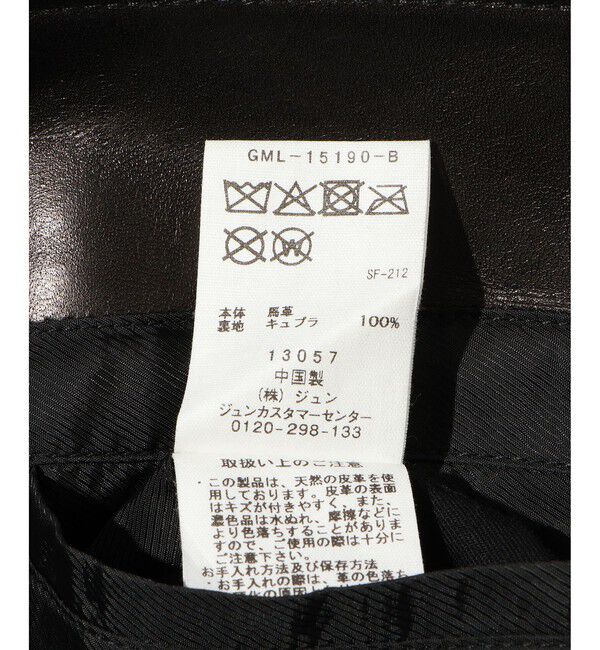 GML-15190-B
W
SF-212
本体 馬革
裏地 キュプラ 100%
13057
中国製
(株)ジュン
ジュンカスタマーセンター
0120-298-133
取扱い上のご注意
・この製品は、天然の皮革を使
用しております。皮革の表面
はキズが付きやすく、また、
濃色品は水ぬれ、摩擦などに
より色落ちすることがありま
すので、ご使用の際は十分に
ご注意下さい。
お手入れ方法及び保存方法
・お手入れの際は、革の色落ち
化の原因